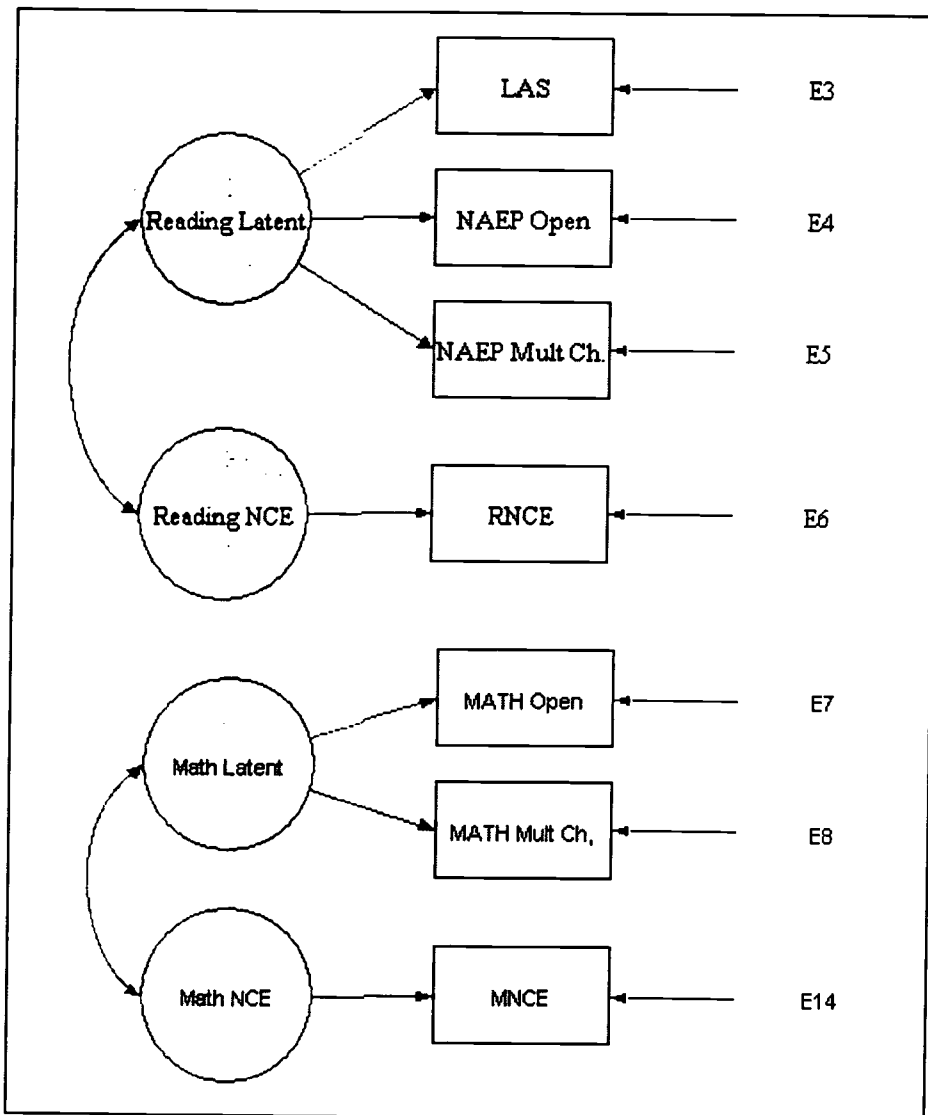 LAS
E3
Reading Latent
NAEP Open
E4
NAEP Mult Ch.
E5
Reading NCE
RNCE
E6
MATH Open
E7
Math Latent
MATH Mult Ch,
E8
Math NCE
MNCE
E14